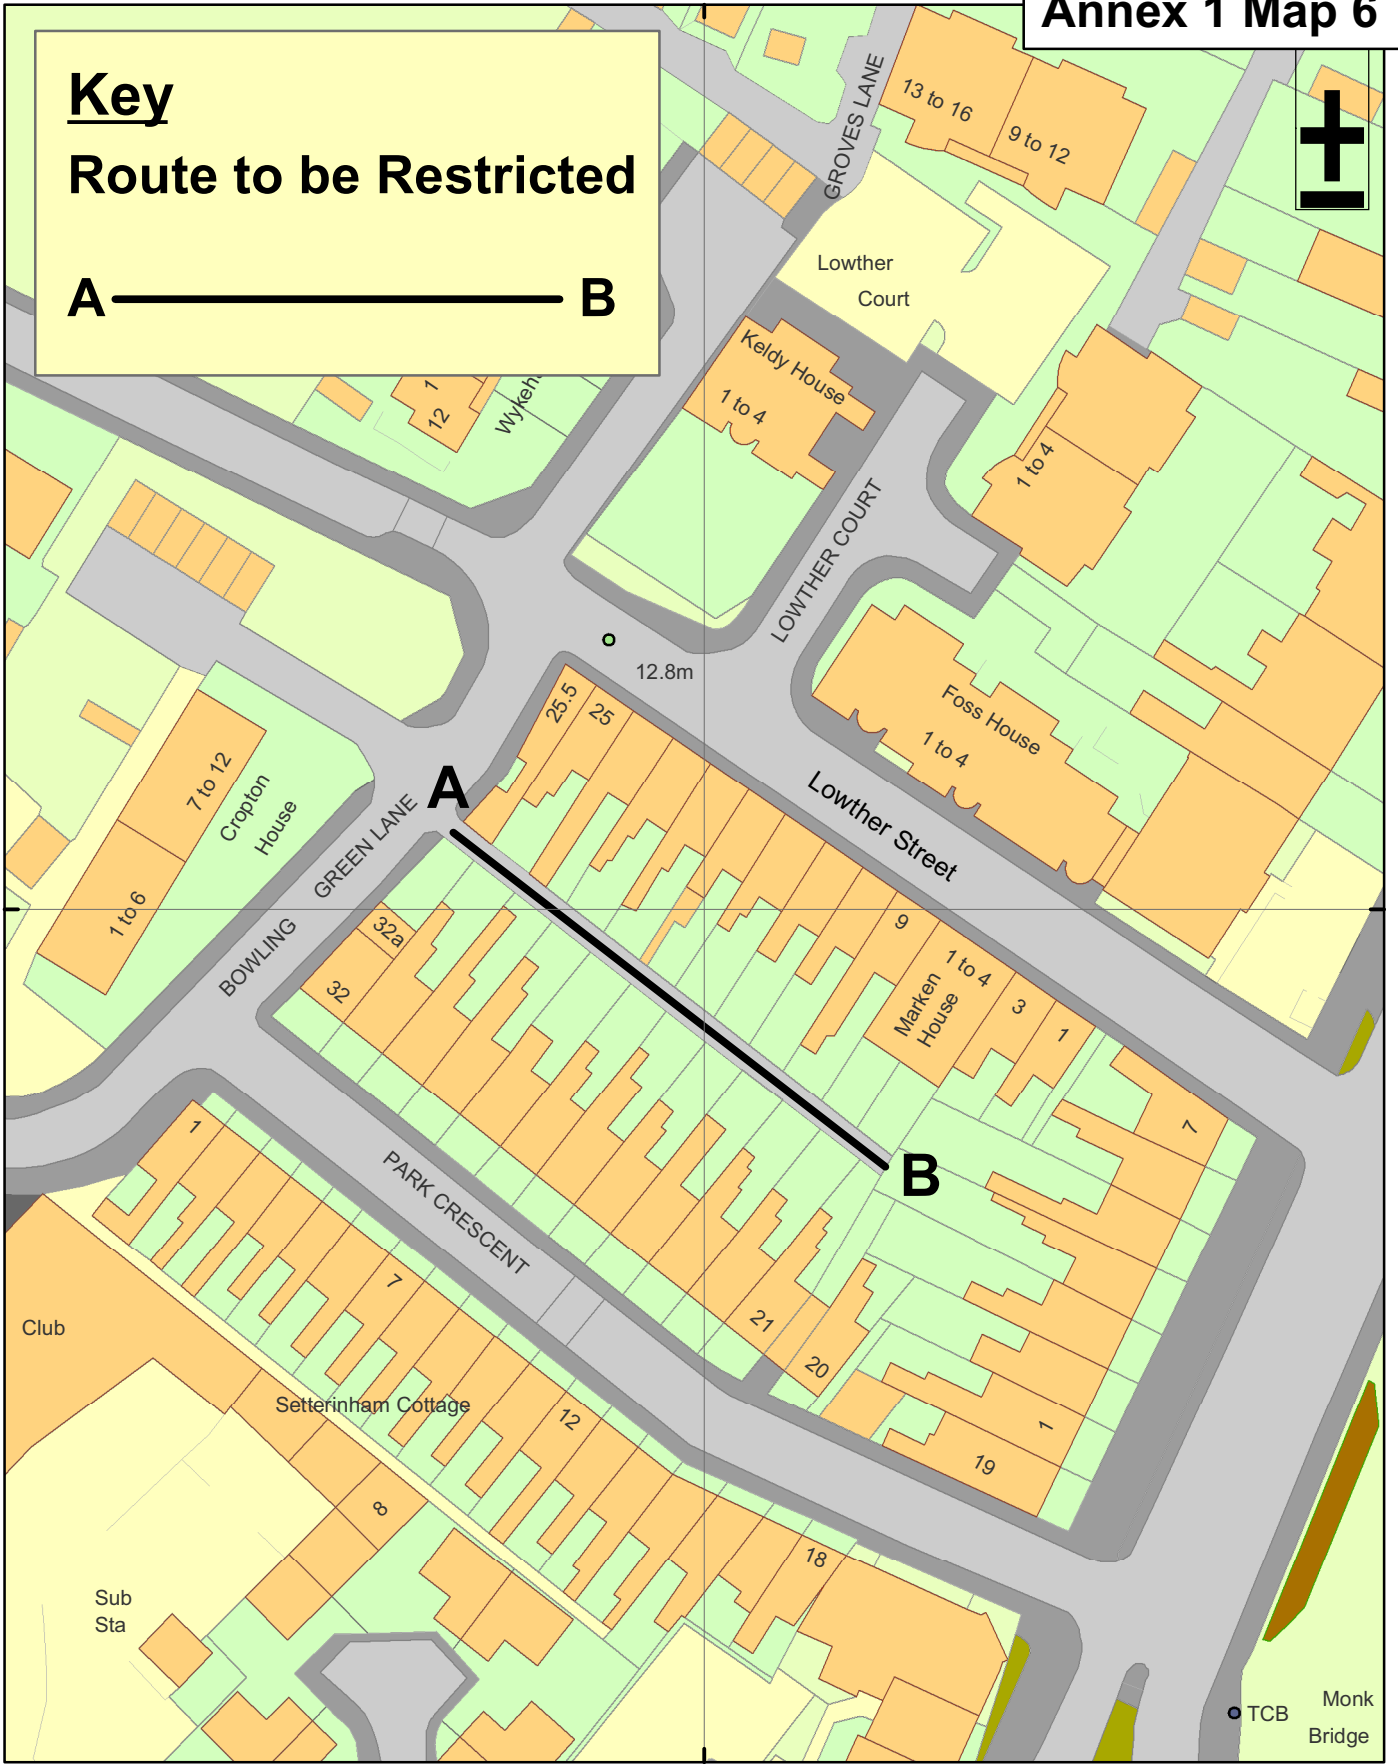 Annex 1 Map 6
Key
Route to be Restricted
A B
GROVES LANE
13 to 16
9 to 12
Lowther
Court
Keldy House
1 to 4
1
12
1 to 4
LOWTHER COURT
12.8m
25.5
25
Foss House
1 to 4
7 to 12
Cropton
House
1 to 6
A
Lowther Street
BOWLING GREEN LANE
32a
32
9
1 to 4
Marken
House
3
1
7
B
1
PARK CRESCENT
7
Club
21
20
Setterinham Cottage
12
1
19
8
18
Sub
Sta
TCB
Monk
Bridge